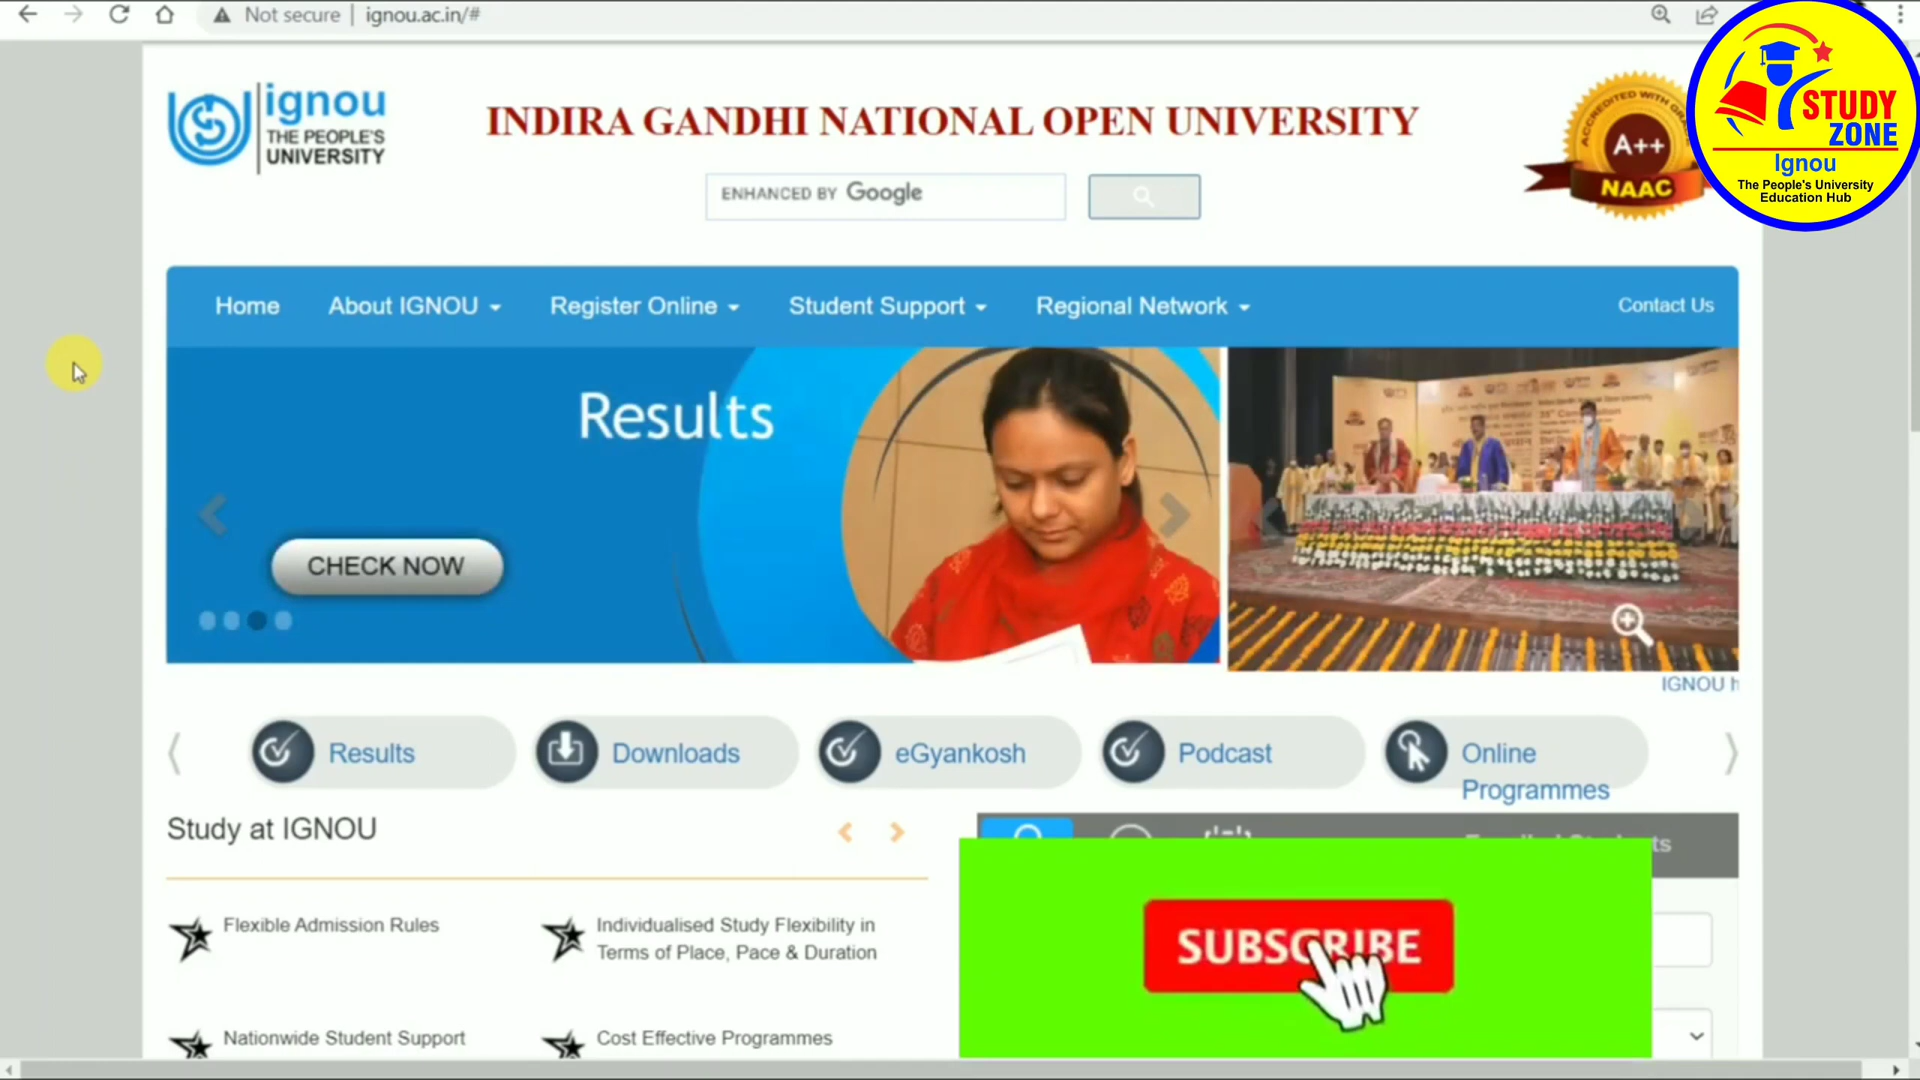 Not secure | ignou.ac.in/#
ignou
THE PEOPLE'S
UNIVERSITY
INDIRA GANDHI NATIONAL OPEN UNIVERSITY
ENHANCED BY Google
ACCREDITED WITH
A++
NAAC
STUDY
ZONE
Ignou
The People's University
Education Hub
Home
About IGNOU
Register Online
Student Support
Regional Network
Contact Us
Results
CHECK NOW
IGNOU h
Results
Downloads
eGyankosh
Podcast
Online
Programmes
Study at IGNOU
Flexible Admission Rules
Individualised Study Flexibility in
Terms of Place, Pace & Duration
SUBSCRIBE
Nationwide Student Support
Cost Effective Programmes